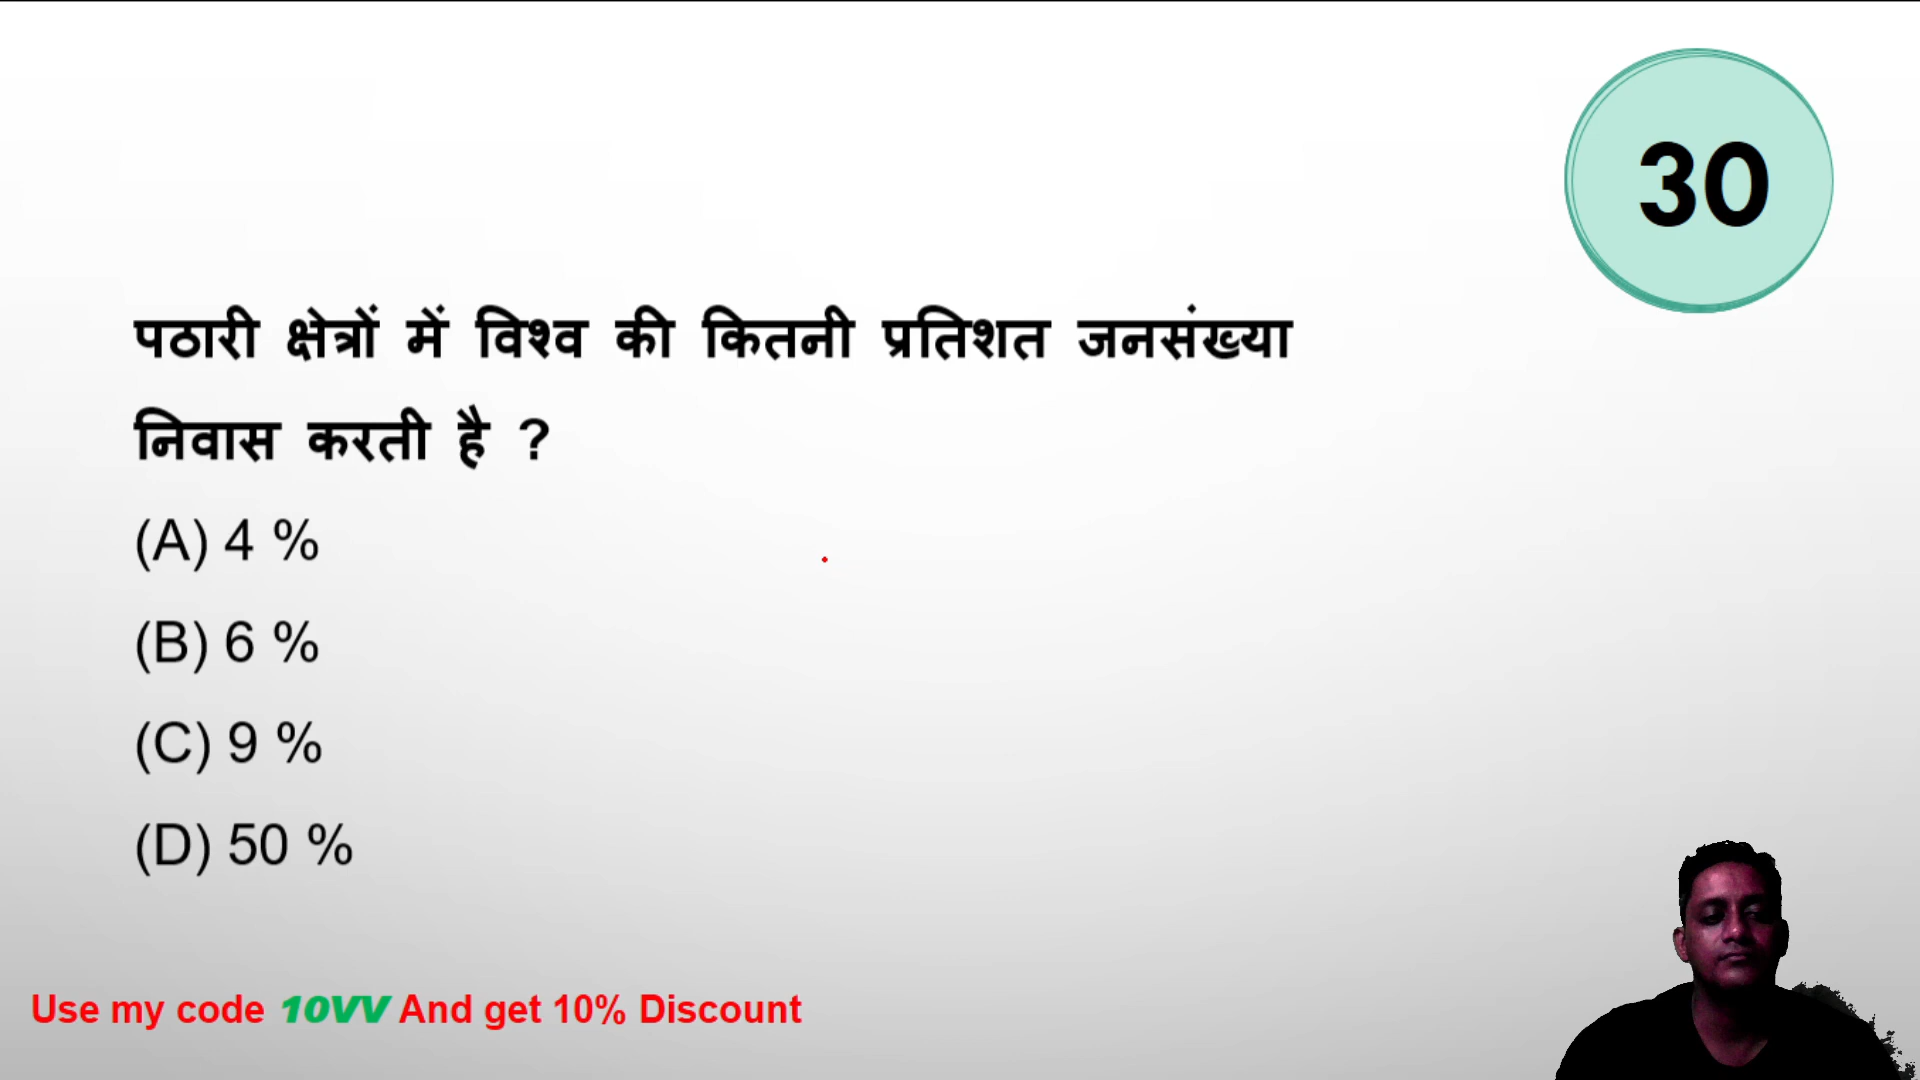 30
पठारी क्षेत्रों में विश्व की कितनी प्रतिशत जनसंख्या
निवास करती है ?
(A) 4 %
(B) 6 %
(C) 9 %
(D) 50 %
Use my code 10VV And get 10% Discount